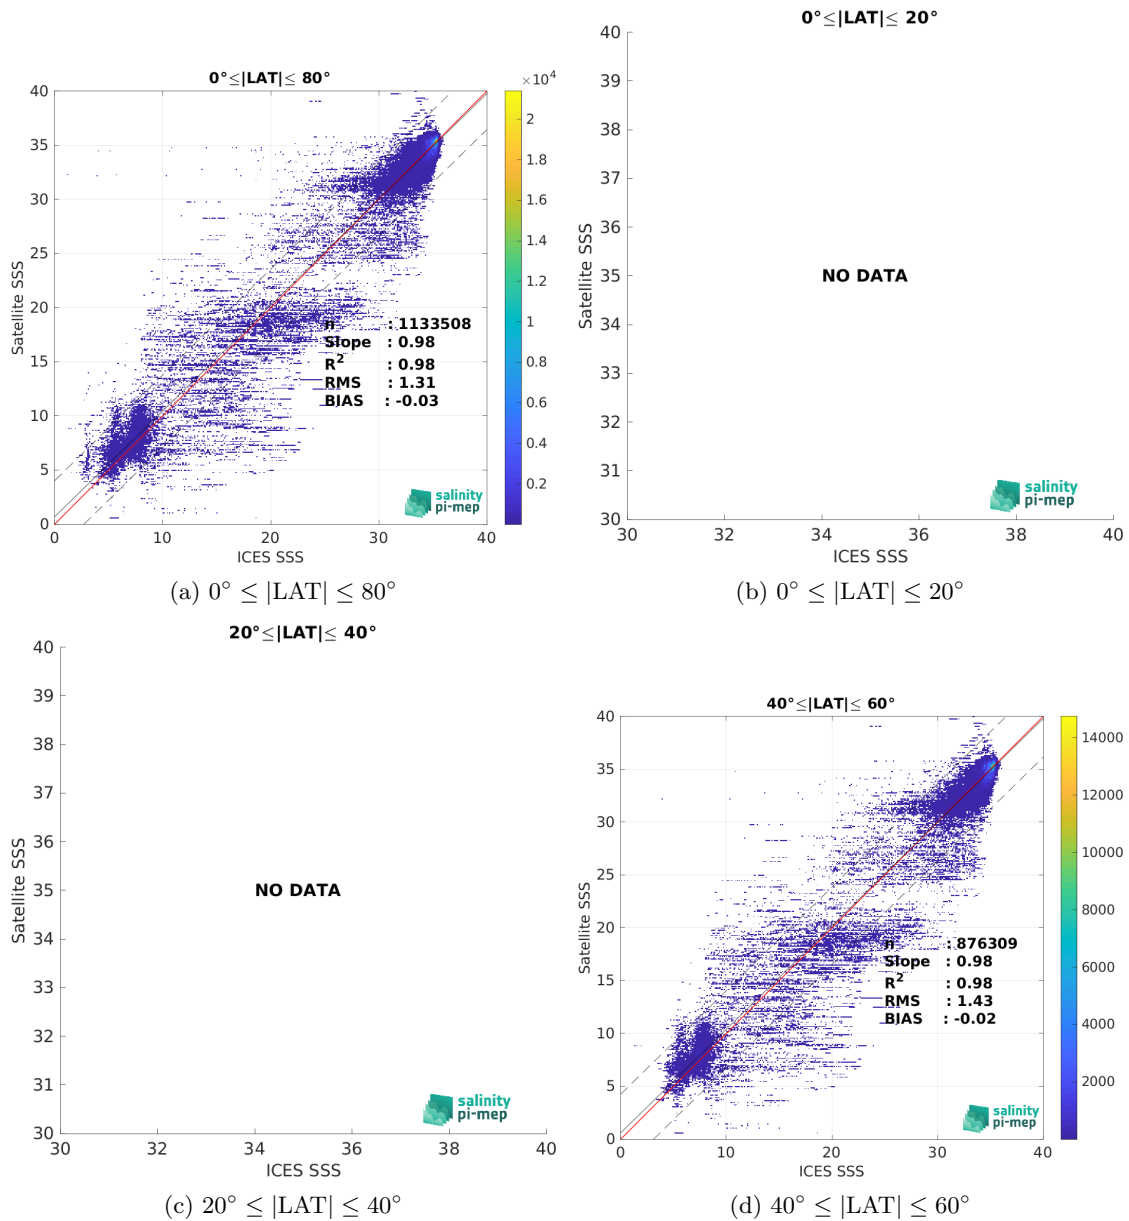 0°≤|LAT|≤ 80°
×10⁴
40
35
30
25
20
15
10
5
0
0
10
20
30
40
Satellite SSS
ICES SSS
n : 1133508
Slope : 0.98
R² : 0.98
RMS : 1.31
BIAS : -0.03
2
1.8
1.6
1.4
1.2
1
0.8
0.6
0.4
0.2
salinity
pi-mep
(a) 0° ≤ |LAT| ≤ 80°
0°≤|LAT|≤ 20°
40
39
38
37
36
35
34
33
32
31
30
30
32
34
36
38
40
Satellite SSS
ICES SSS
NO DATA
salinity
pi-mep
(b) 0° ≤ |LAT| ≤ 20°
20°≤|LAT|≤ 40°
40
39
38
37
36
35
34
33
32
31
30
30
32
34
36
38
40
Satellite SSS
ICES SSS
NO DATA
salinity
pi-mep
(c) 20° ≤ |LAT| ≤ 40°
40°≤|LAT|≤ 60°
40
35
30
25
20
15
10
5
0
0
10
20
30
40
Satellite SSS
ICES SSS
n : 876309
Slope : 0.98
R² : 0.98
RMS : 1.43
BIAS : -0.02
14000
12000
10000
8000
6000
4000
2000
salinity
pi-mep
(d) 40° ≤ |LAT| ≤ 60°